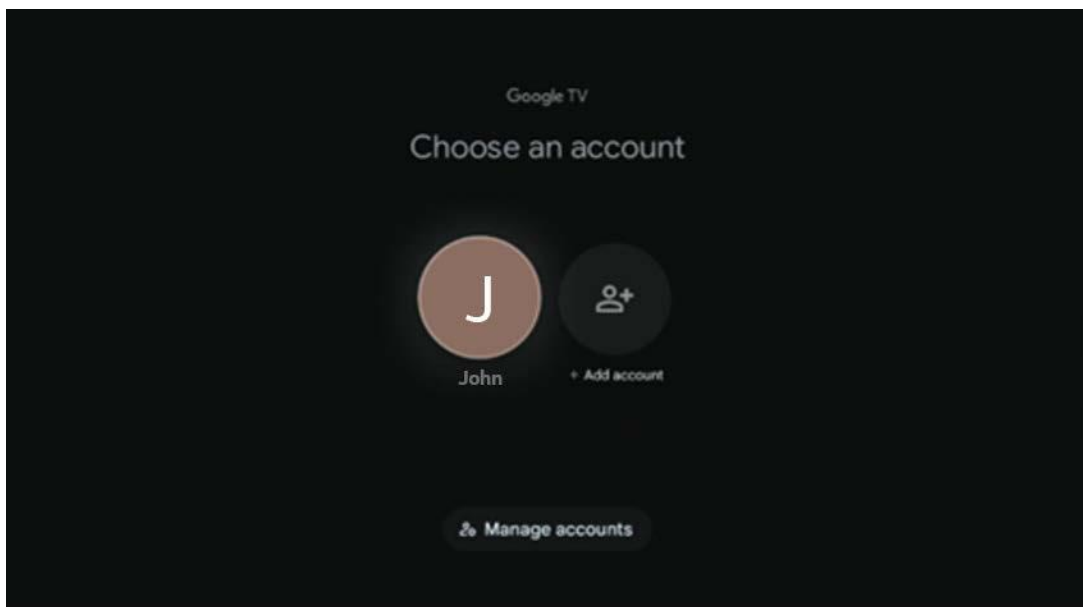 Google TV
Choose an account
J
John
+ Add account
Manage accounts